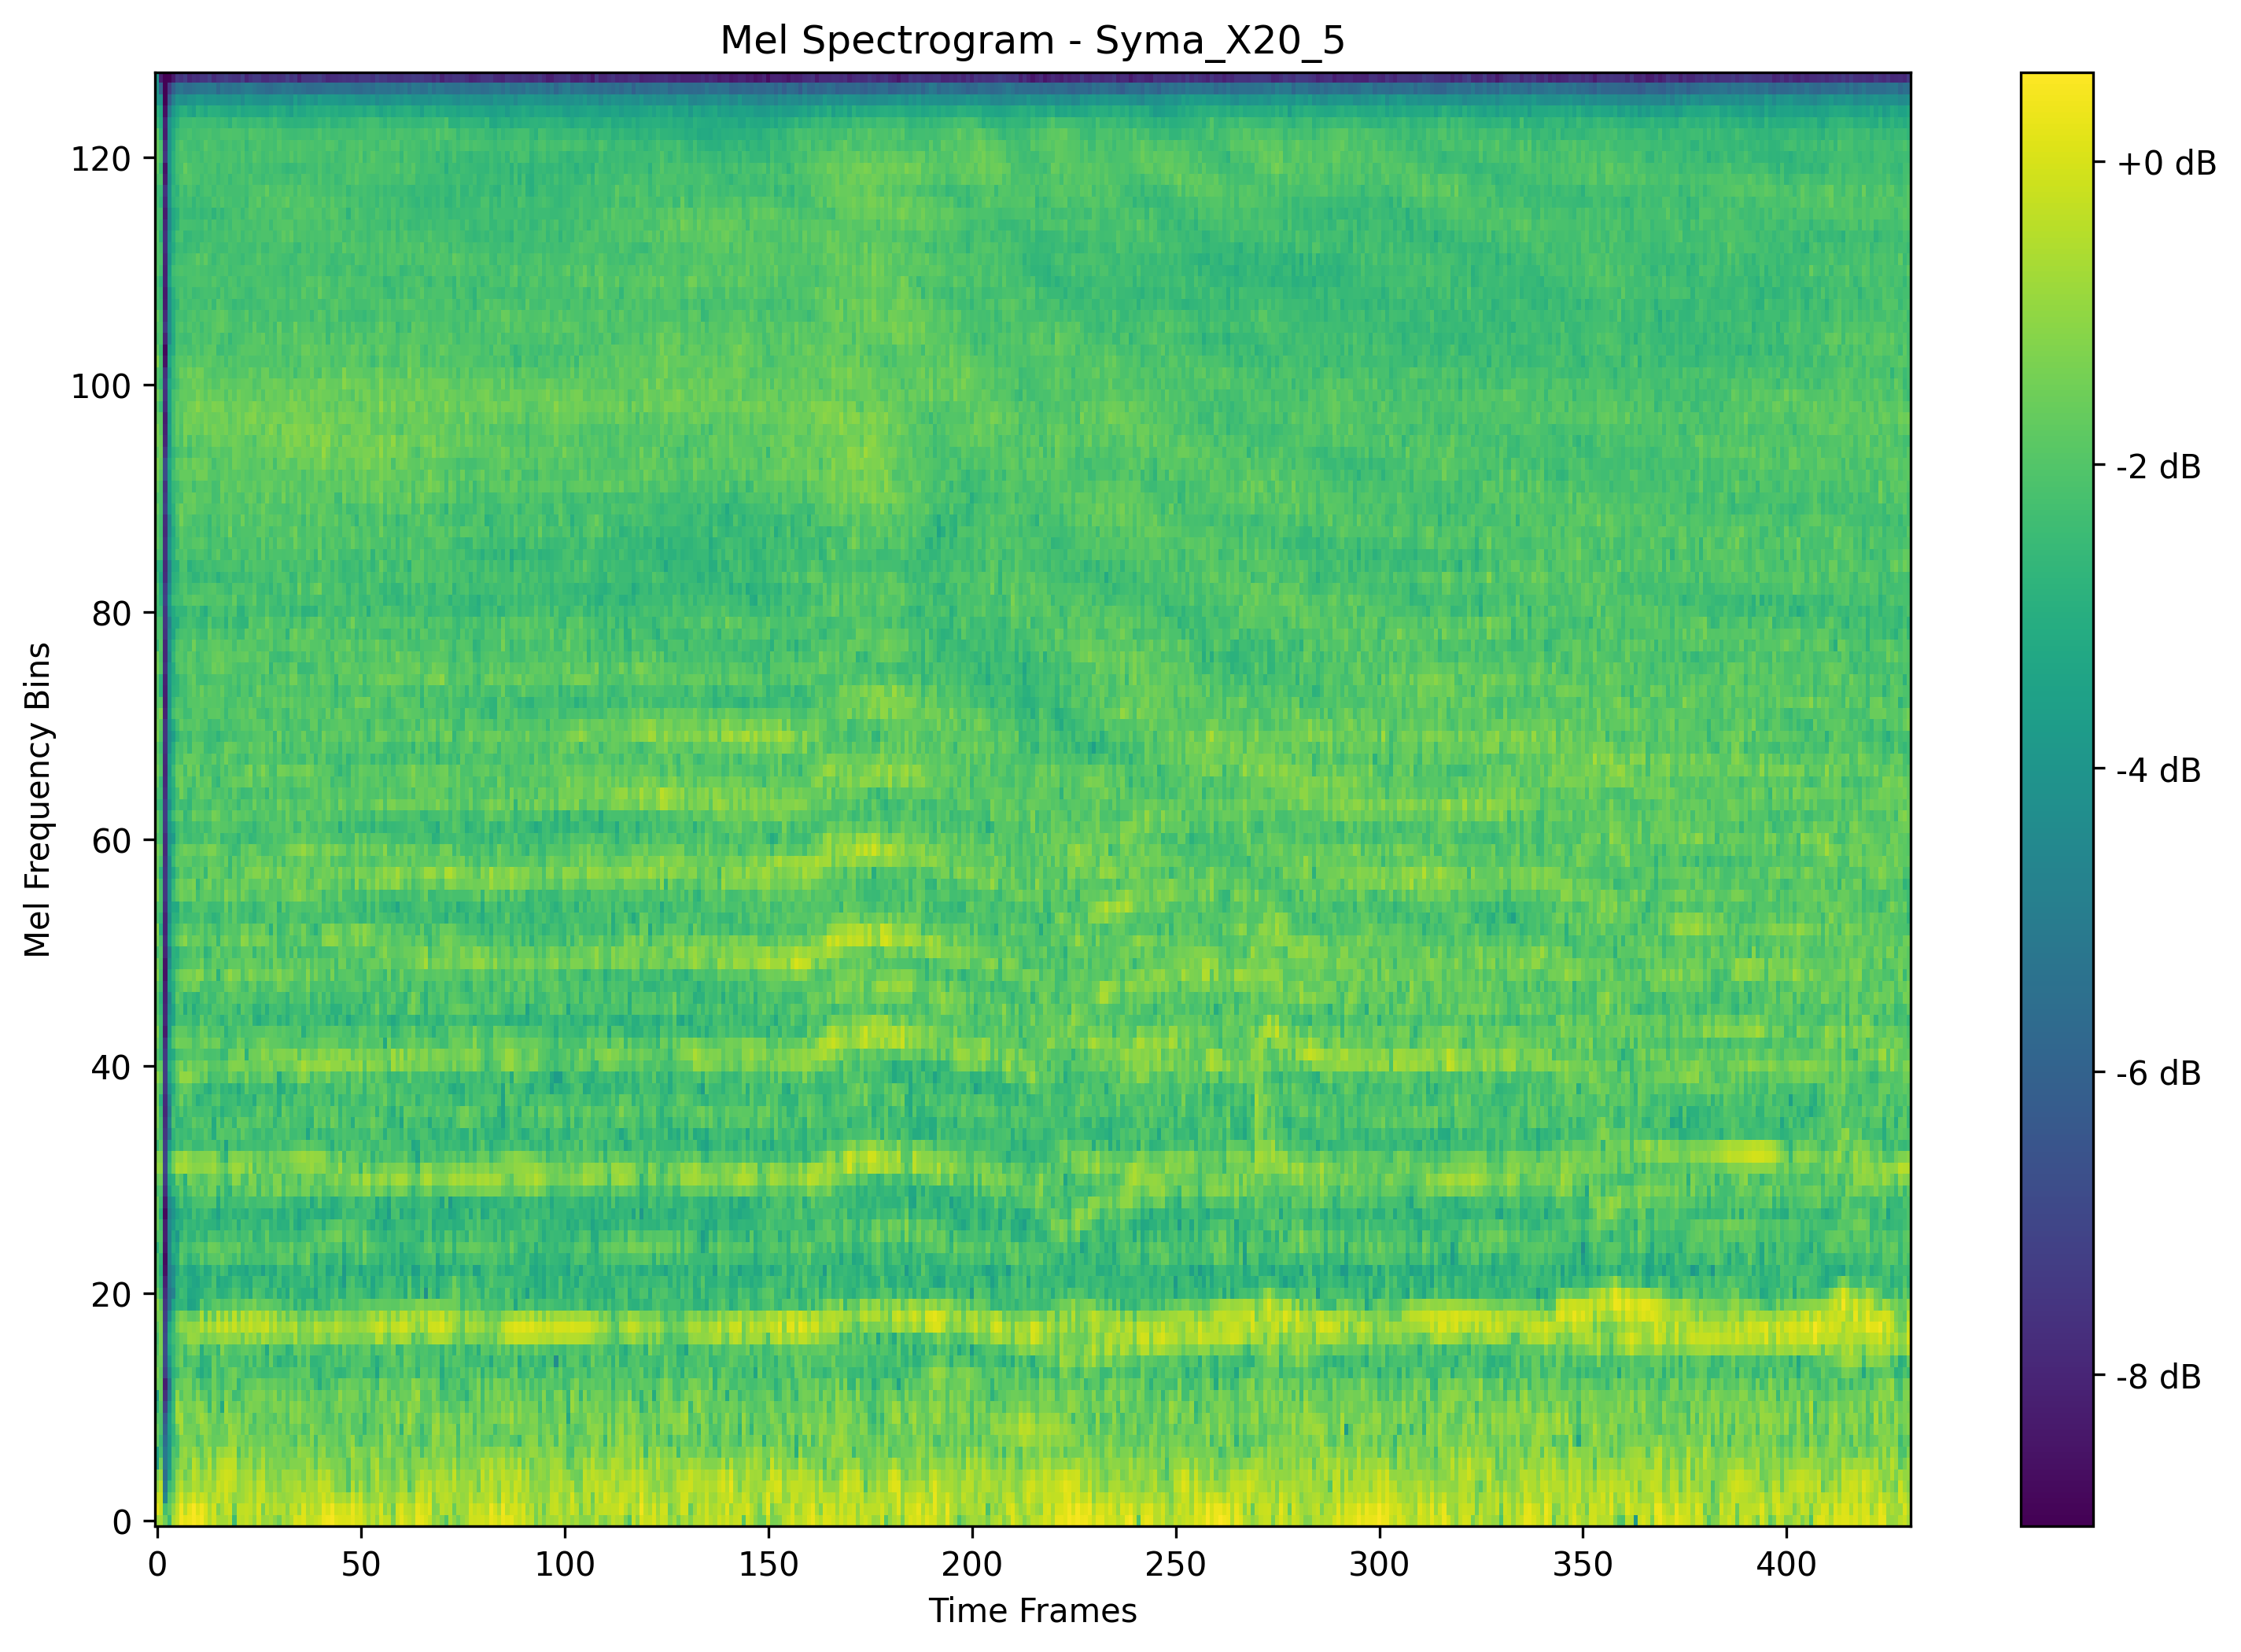 Mel Spectrogram - Syma_X20_5
Mel Frequency Bins
120
100
80
60
40
20
0
0 50 100 150 200 250 300 350 400
Time Frames
+0 dB
-2 dB
-4 dB
-6 dB
-8 dB